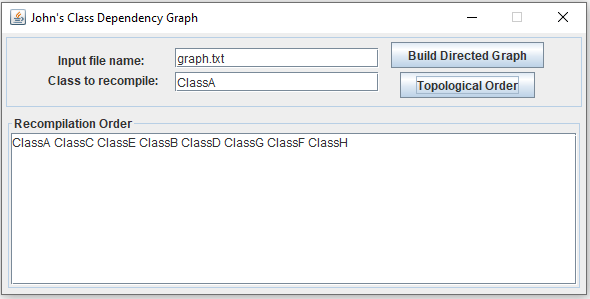 John's Class Dependency Graph
Input file name: graph.txt Build Directed Graph
Class to recompile: ClassA Topological Order
Recompilation Order
ClassA ClassC ClassE ClassB ClassD ClassG ClassF ClassH